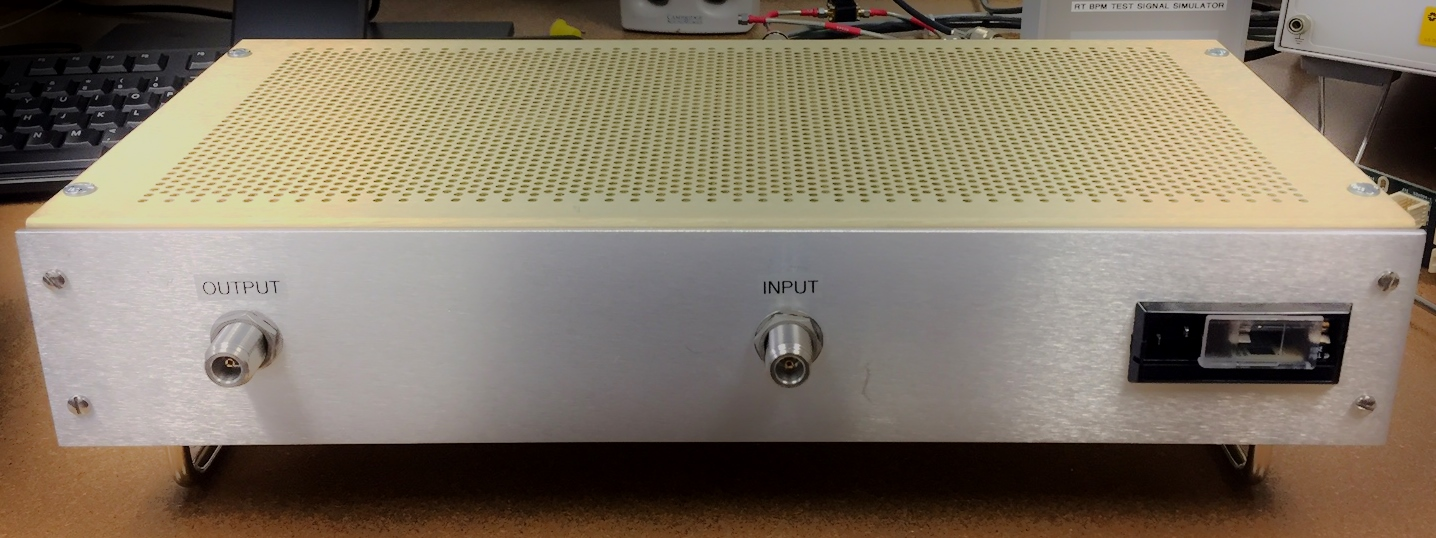 RT BPM TEST SIGNAL SIMULATOR
OUTPUT
INPUT
Y U I O P
H J K L
N M